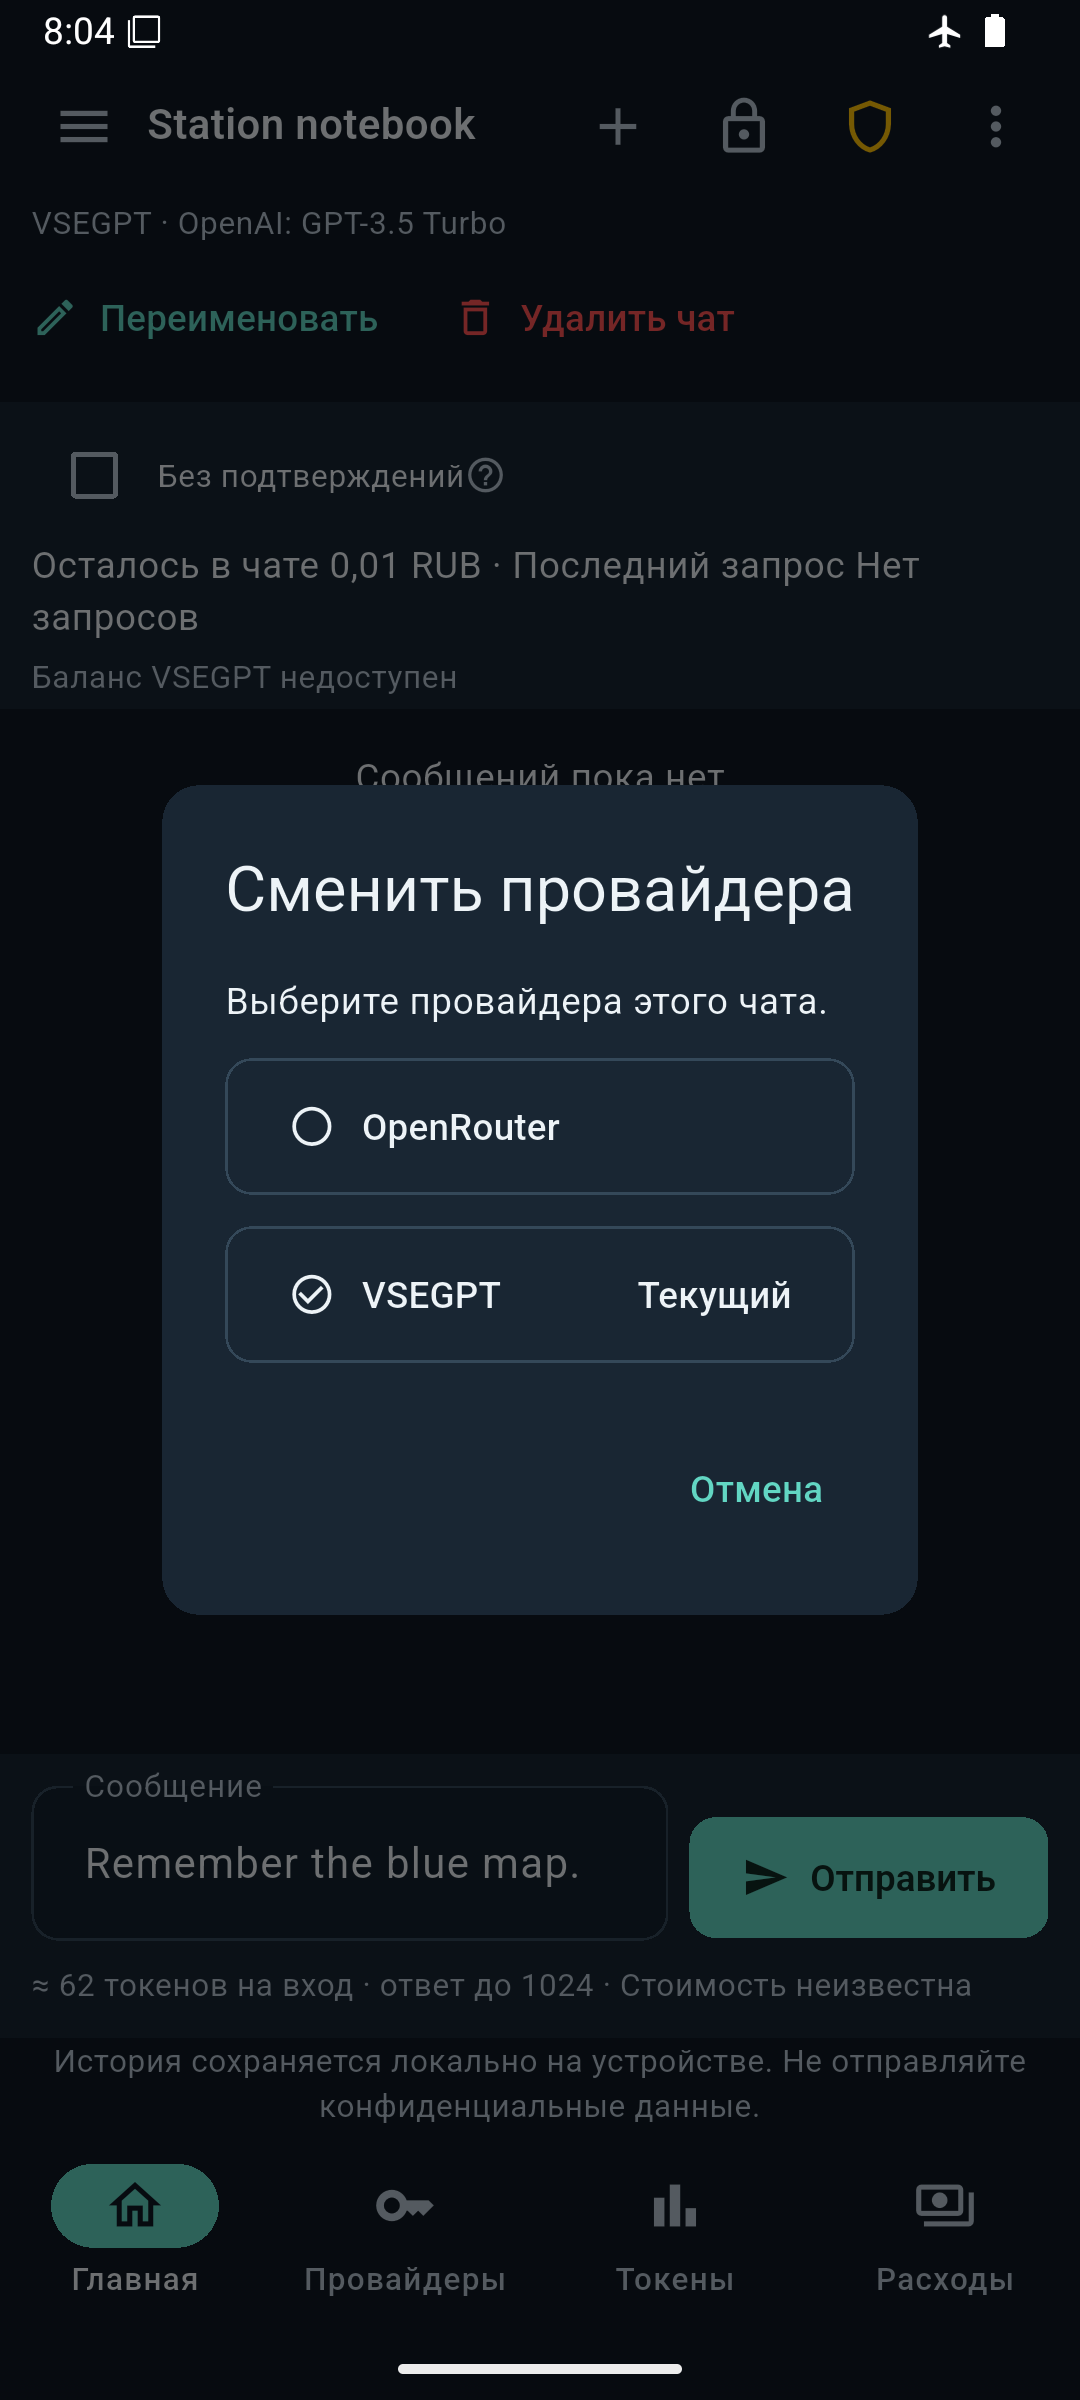 8:04
Station notebook
VSEGPT · OpenAI: GPT-3.5 Turbo
Переименовать
Удалить чат
Без подтверждений
Осталось в чате 0,01 RUB · Последний запрос Нет
запросов
Баланс VSEGPT недоступен
Сообщений пока нет
Сменить провайдера
Выберите провайдера этого чата.
OpenRouter
VSEGPT Текущий
Отмена
Сообщение
Remember the blue map.
Отправить
≈ 62 токенов на вход · ответ до 1024 · Стоимость неизвестна
История сохраняется локально на устройстве. Не отправляйте
конфиденциальные данные.
Главная
Провайдеры
Токены
Расходы